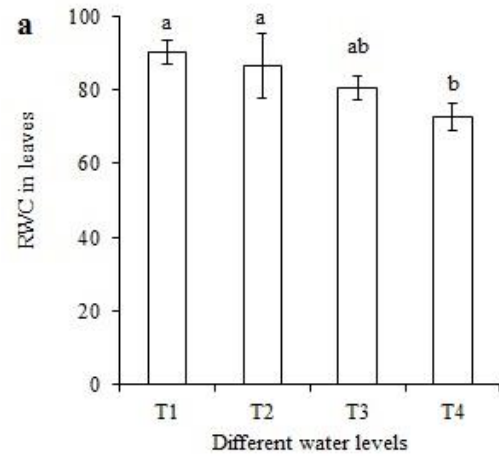 a
100
80
60
40
20
0
RWC in leaves
a
a
ab
b
T1 T2 T3 T4
Different water levels